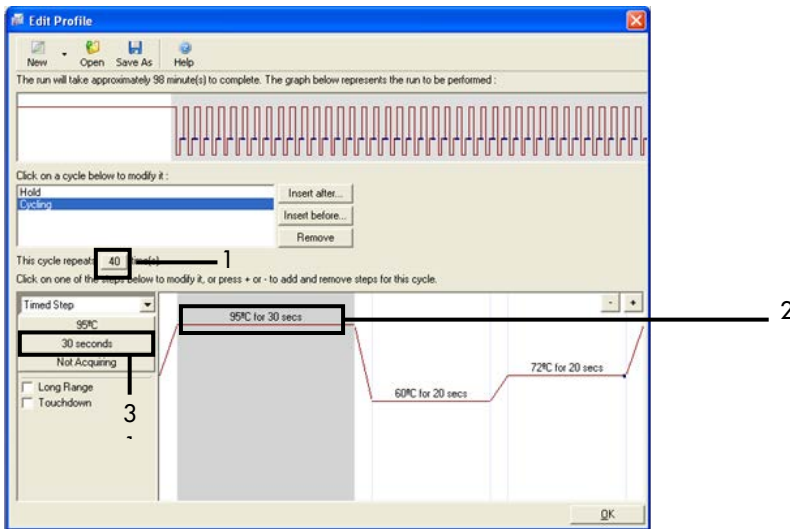 Edit Profile
New Open Save As Help
The run will take approximately 98 minute(s) to complete. The graph below represents the run to be performed :
Click on a cycle below to modify it :
Hold
Cycling
Insert after...
Insert before...
Remove
This cycle repeats 40 time(s).
1
Click on one of the steps below to modify it, or press + or - to add and remove steps for this cycle.
Timed Step
95ºC
30 seconds
Not Acquiring
Long Range
Touchdown
3
95ºC for 30 secs
2
60ºC for 20 secs
72ºC for 20 secs
- +
OK